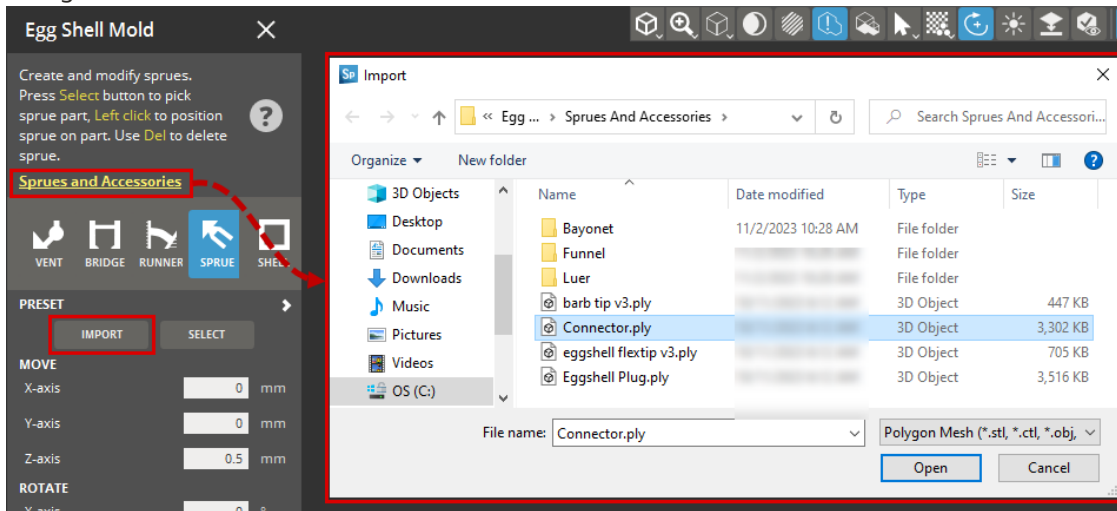 Egg Shell Mold
Create and modify sprues.
Press Select button to pick
sprue part, Left click to position
sprue on part. Use Del to delete
sprue.
Sprues and Accessories
VENT BRIDGE RUNNER SPRUE
PRESET
IMPORT SELECT
MOVE
X-axis 0 mm
Y-axis 0 mm
Z-axis 0.5 mm
ROTATE
Sp Import
« Egg ... › Sprues And Accessories ›
Search Sprues And Accessori...
Organize New folder
3D Objects
Desktop
Documents
Downloads
Music
Pictures
Videos
OS (C:)
Name Date modified Type Size
Bayonet 11/2/2023 10:28 AM File folder
Funnel File folder
Luer File folder
barb tip v3.ply 3D Object 447 KB
Connector.ply 3D Object 3,302 KB
eggshell flextip v3.ply 3D Object 705 KB
Eggshell Plug.ply 3D Object 3,516 KB
File name: Connector.ply
Polygon Mesh (*.stl, *.ctl, *.obj,
Open Cancel